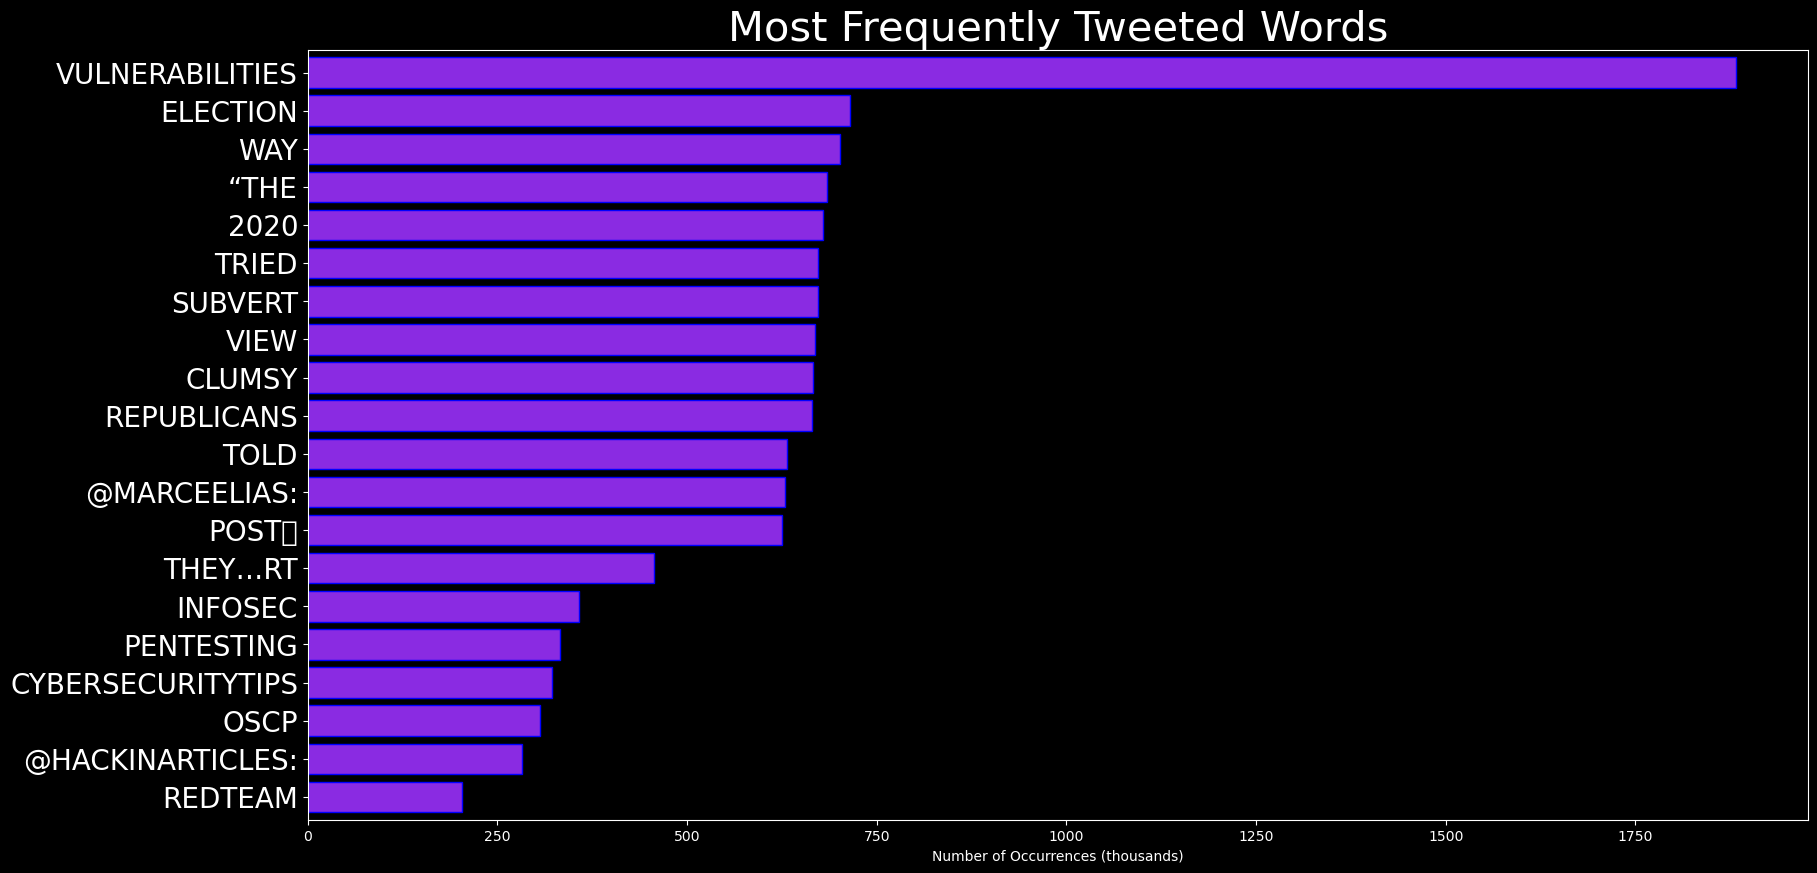 Most Frequently Tweeted Words
VULNERABILITIES
ELECTION
WAY
“THE
2020
TRIED
SUBVERT
VIEW
CLUMSY
REPUBLICANS
TOLD
@MARCEELIAS:
POST▯
THEY…RT
INFOSEC
PENTESTING
CYBERSECURITYTIPS
OSCP
@HACKINARTICLES:
REDTEAM
0 250 500 750 1000 1250 1500 1750
Number of Occurrences (thousands)